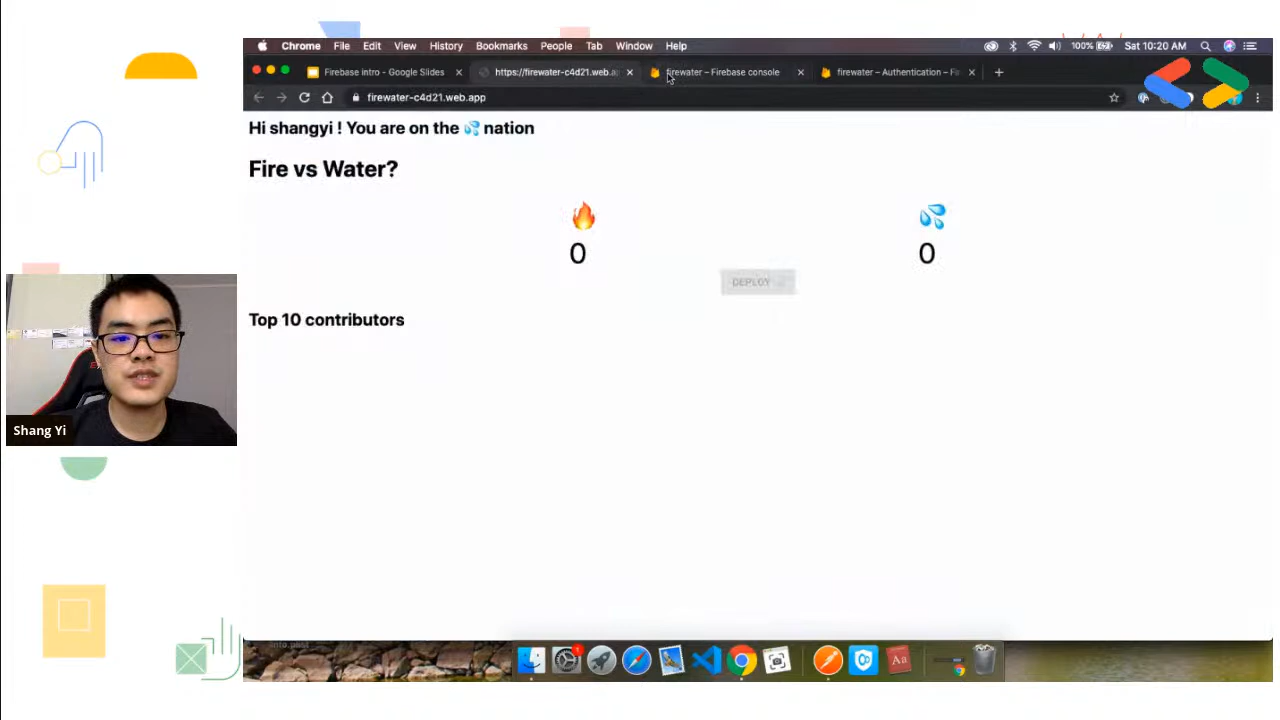 Chrome File Edit View History Bookmarks People Tab Window Help 100% Sat 10:20 AM
Firebase intro - Google Slides https://firewater-c4d21.web.a firewater – Firebase console firewater – Authentication – Fi
firewater-c4d21.web.app
Hi shangyi ! You are on the 💦 nation
Fire vs Water?
🔥 💦
0 0
DEPLOY
Top 10 contributors
Shang Yi
Aa